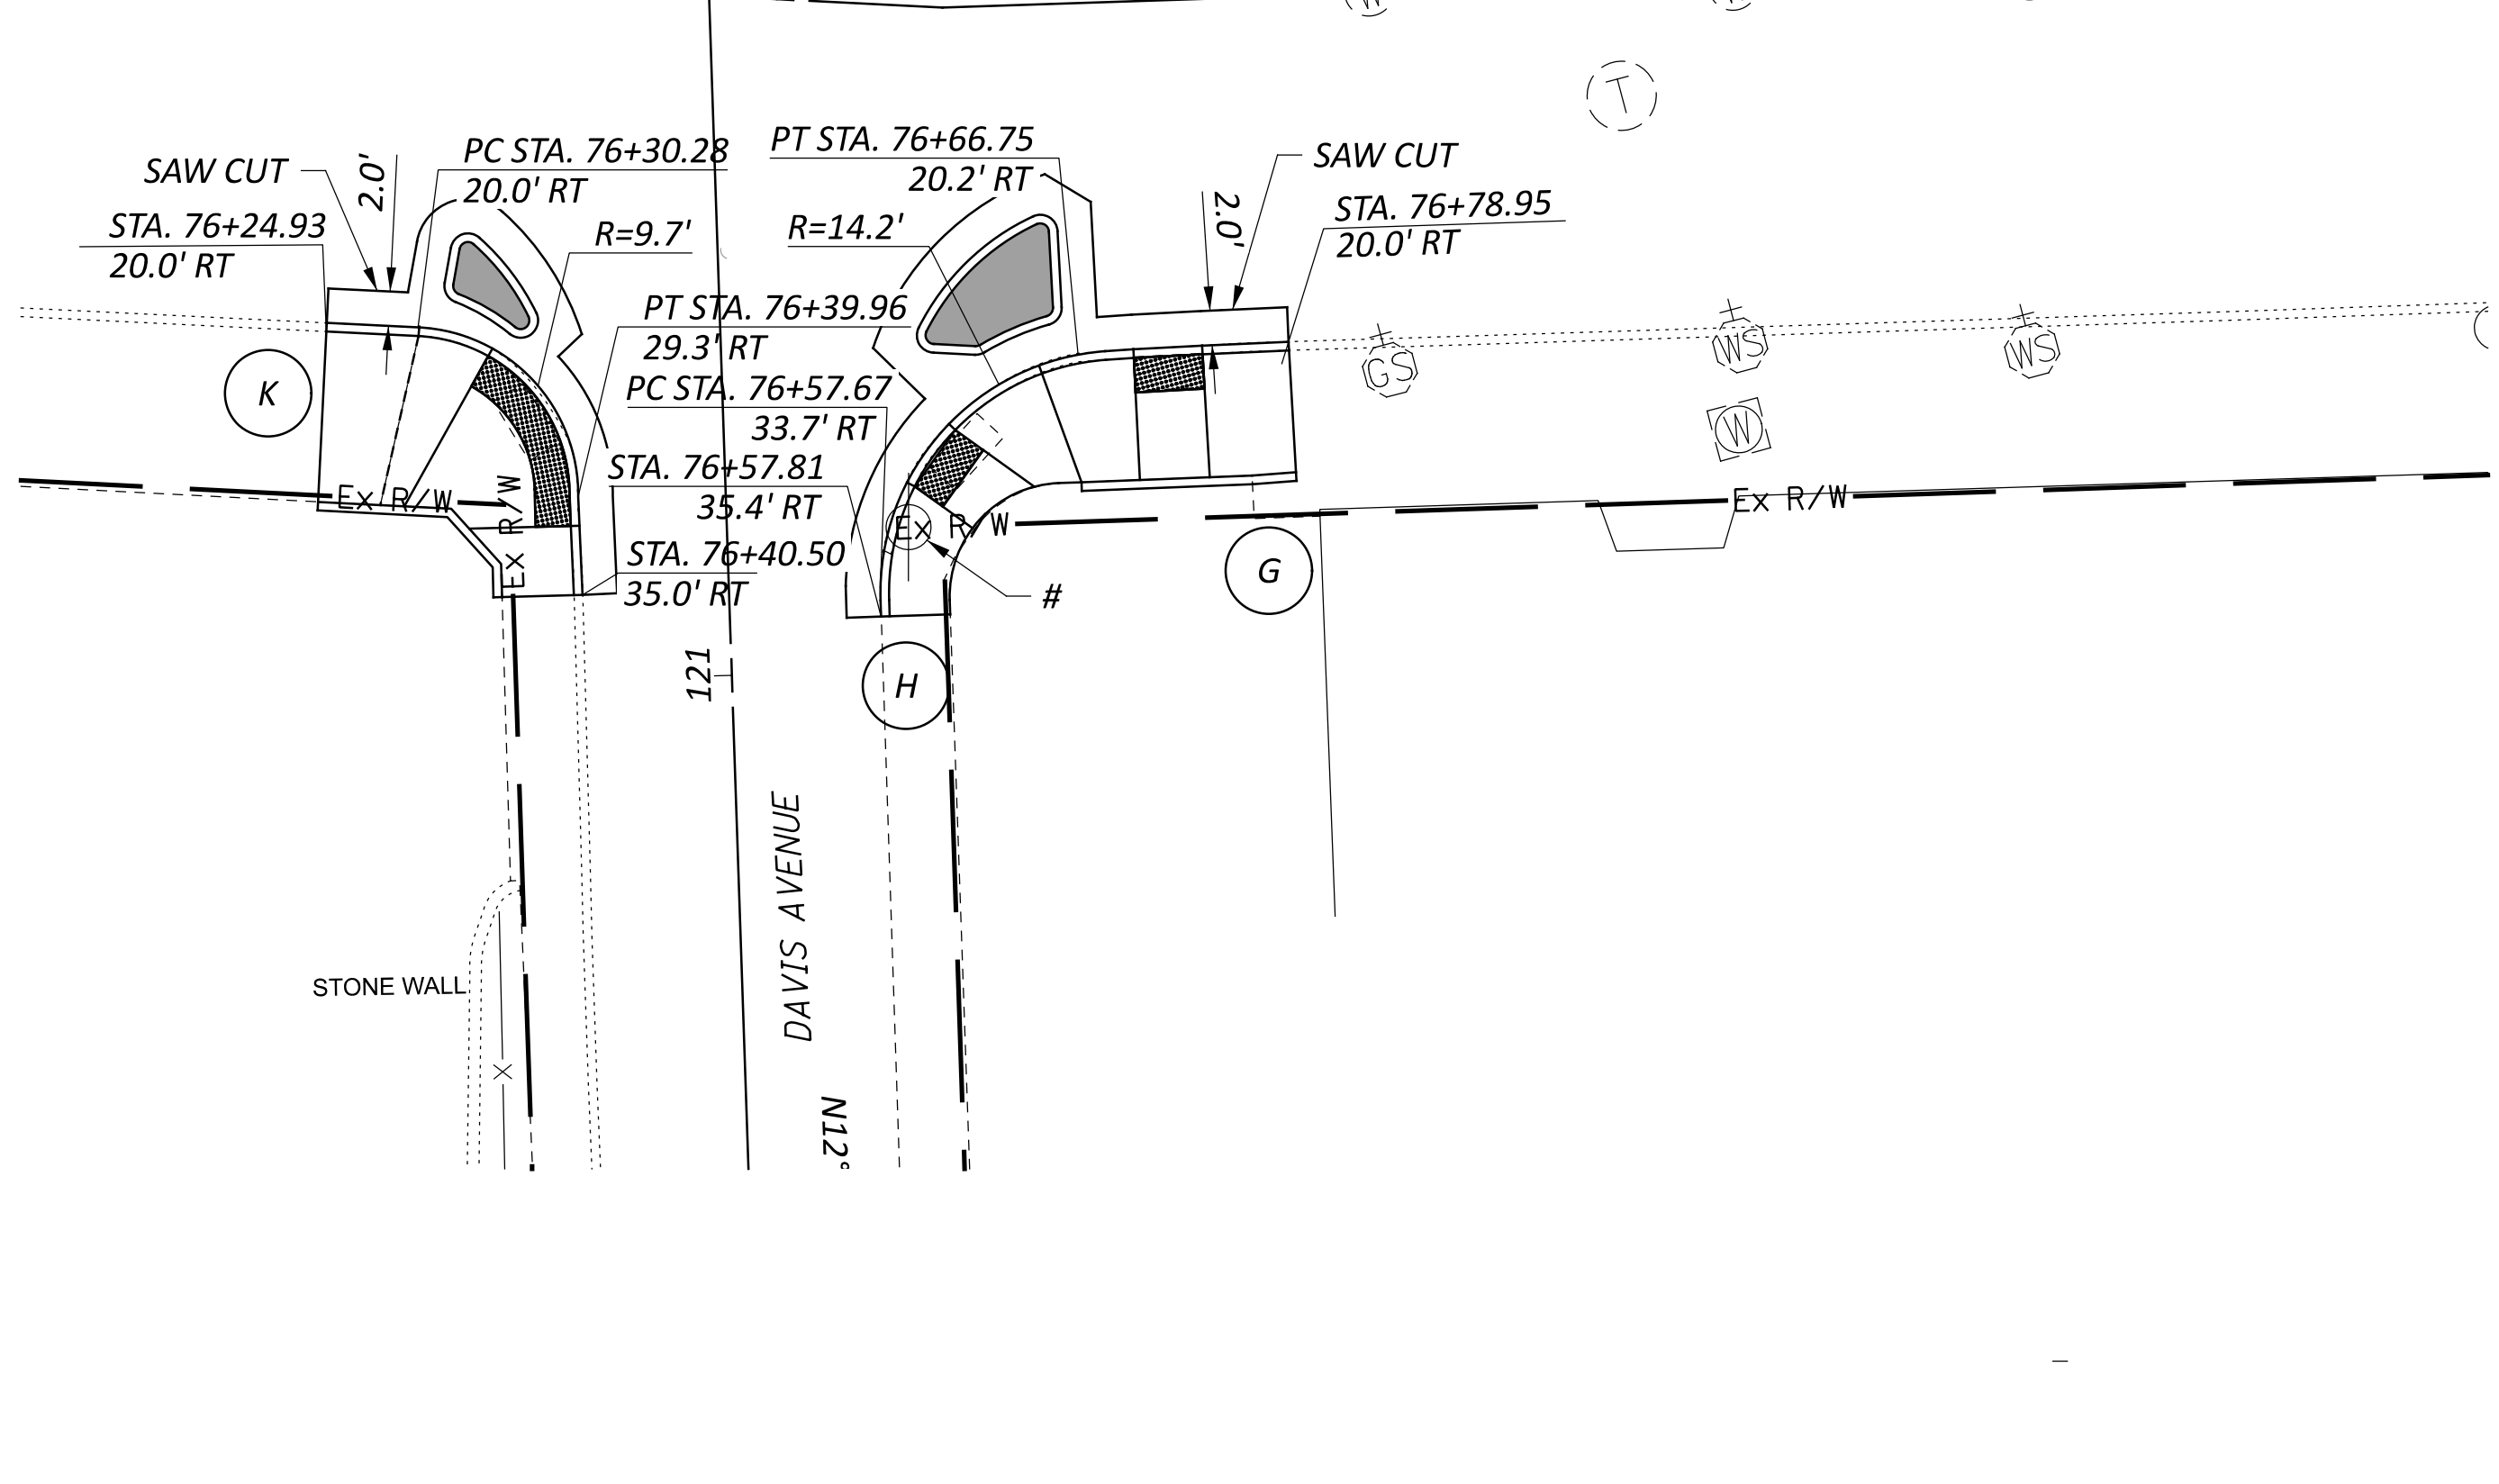 W
W
T
SAW CUT
2.0'
PC STA. 76+30.28
20.0' RT
PT STA. 76+66.75
20.2' RT
SAW CUT
STA. 76+24.93
20.0' RT
R=9.7'
R=14.2'
2.0'
STA. 76+78.95
20.0' RT
PT STA. 76+39.96
29.3' RT
GS
WS
WS
K
PC STA. 76+57.67
33.7' RT
W
STA. 76+57.81
35.4' RT
EX R/W
EX R/W
EX R/W
EX R/W
STA. 76+40.50
35.0' RT
#
G
121
H
DAVIS AVENUE
STONE WALL
X
N12°